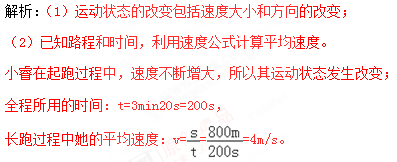 解析：（1）运动状态的改变包括速度大小和方向的改变；
（2）已知路程和时间，利用速度公式计算平均速度。
小睿在起跑过程中，速度不断增大，所以其运动状态发生改变；
全程所用的时间：t=3min20s=200s，
长跑过程中她的平均速度：v=s/t=800m/200s=4m/s。